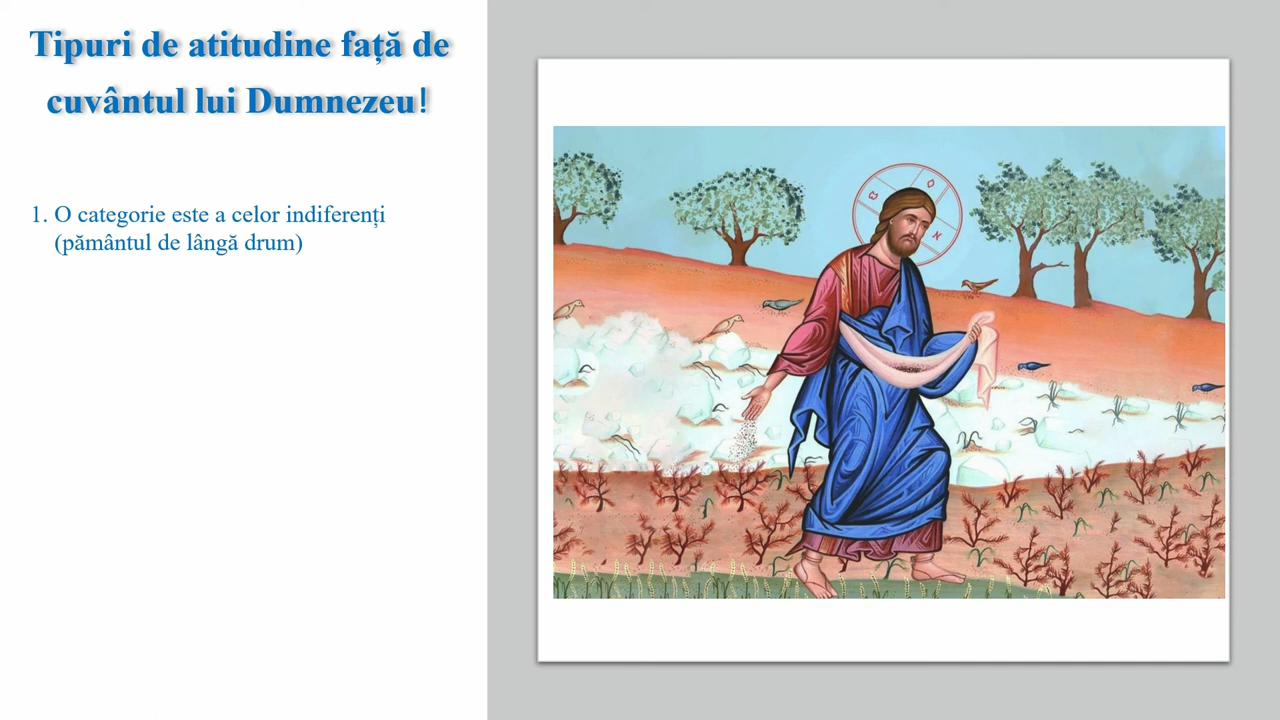 Tipuri de atitudine față de
cuvântul lui Dumnezeu!
1. O categorie este a celor indiferenți
(pământul de lângă drum)